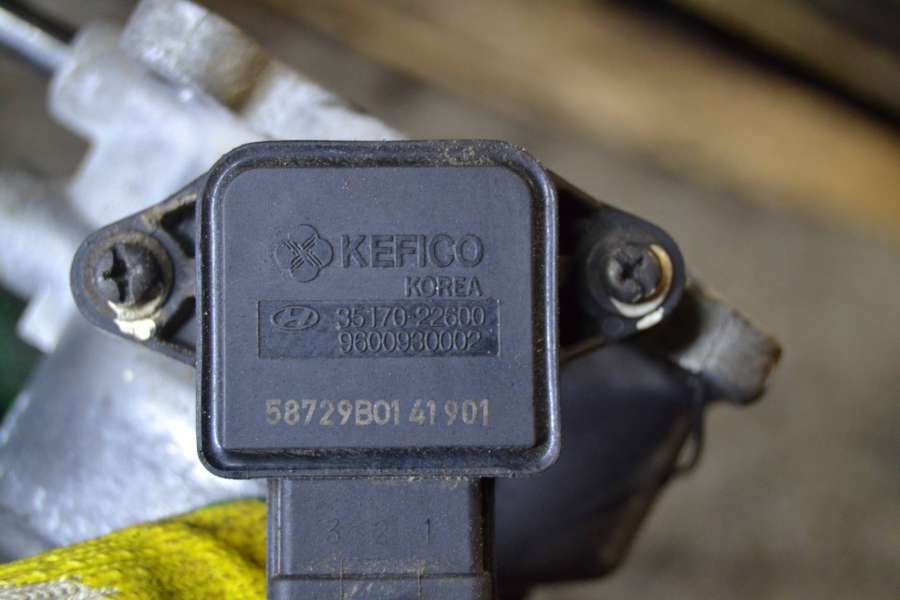 KEFICO
KOREA
35170-22600
9600930002
58729B01 41901
3 2 1